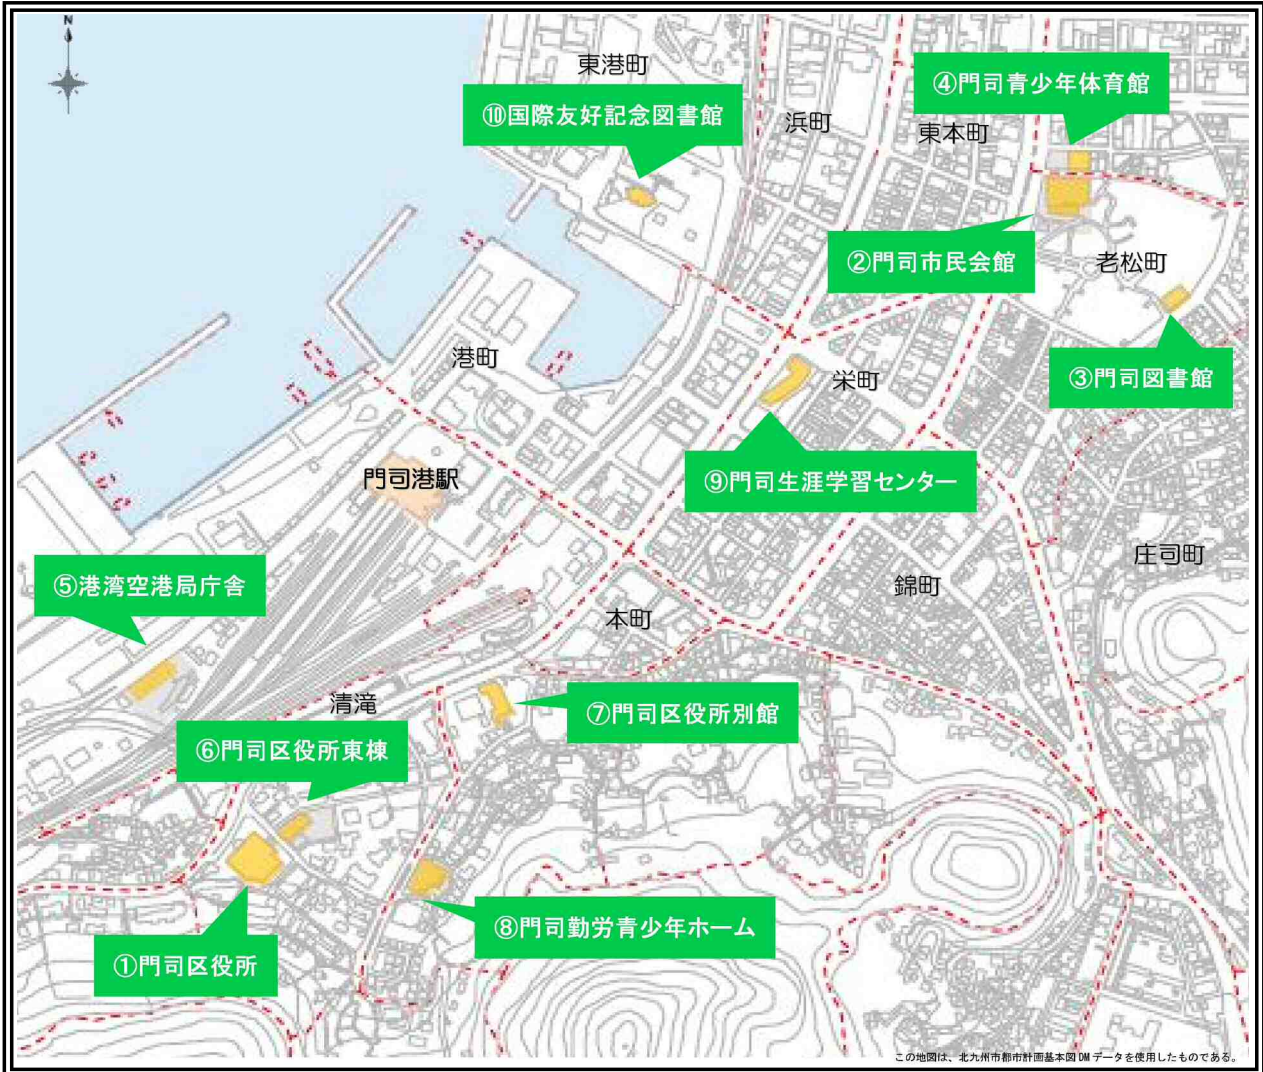 N
東港町
④門司青少年体育館
⑩国際友好記念図書館
浜町
東本町
②門司市民会館
老松町
港町
栄町
③門司図書館
門司港駅
⑨門司生涯学習センター
庄司町
⑤港湾空港局庁舎
錦町
本町
清滝
⑦門司区役所別館
⑥門司区役所東棟
⑧門司勤労青少年ホーム
①門司区役所
この地図は、北九州市都市計画基本図DMデータを使用したものである。